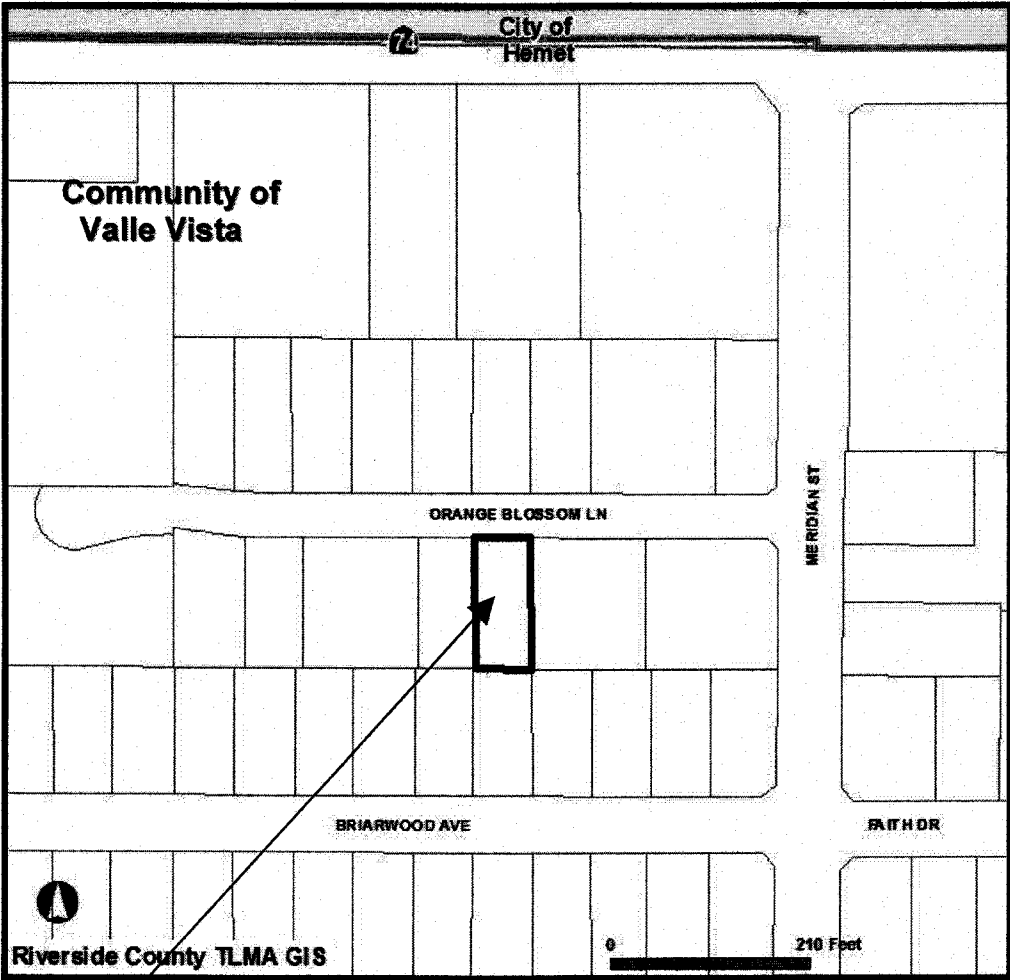 City of
Hemet
74
Community of
Valle Vista
ORANGE BLOSSOM LN
MERIDIAN ST
BRIARWOOD AVE
FAITH DR
Riverside County TLMA GIS
0
210 Feet